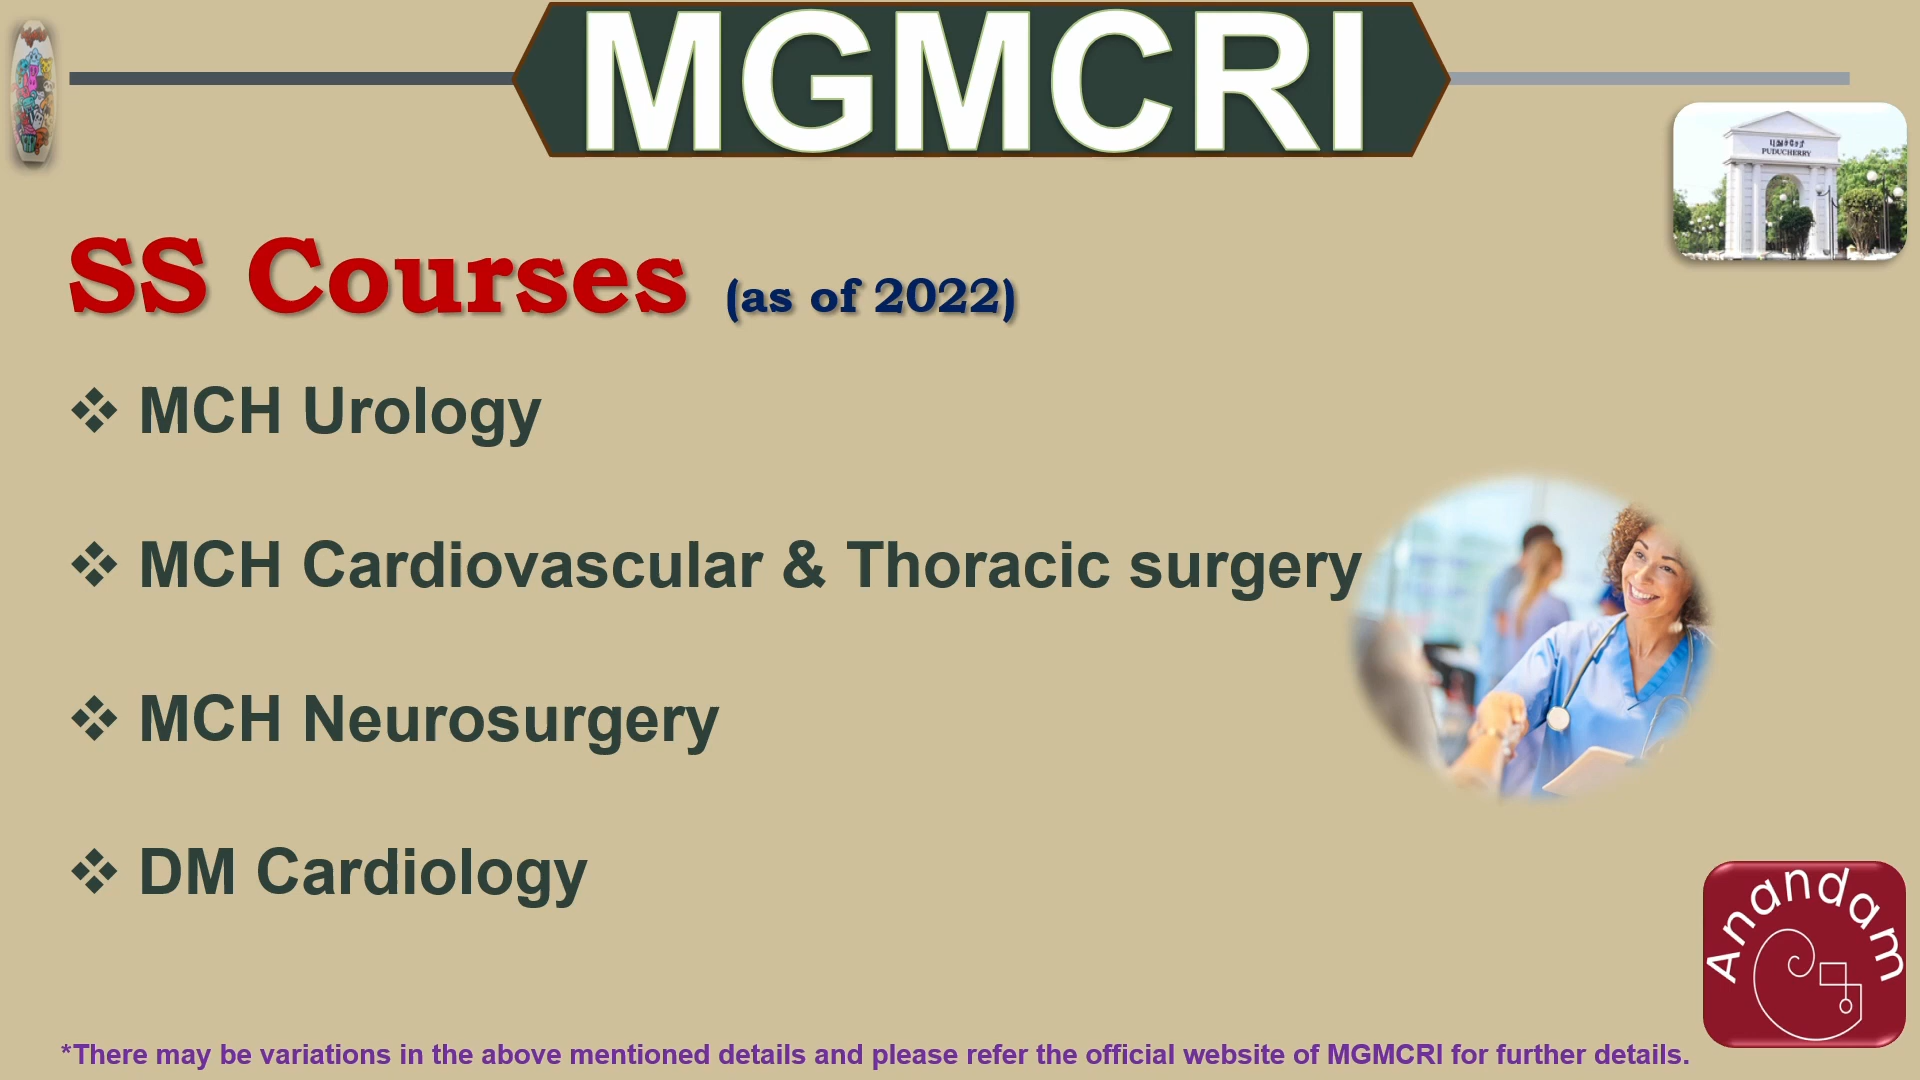 MGMCRI
புதுச்சேரி
PUDUCHERRY
SS Courses (as of 2022)
❖ MCH Urology
❖ MCH Cardiovascular & Thoracic surgery
❖ MCH Neurosurgery
❖ DM Cardiology
Anandam
*There may be variations in the above mentioned details and please refer the official website of MGMCRI for further details.